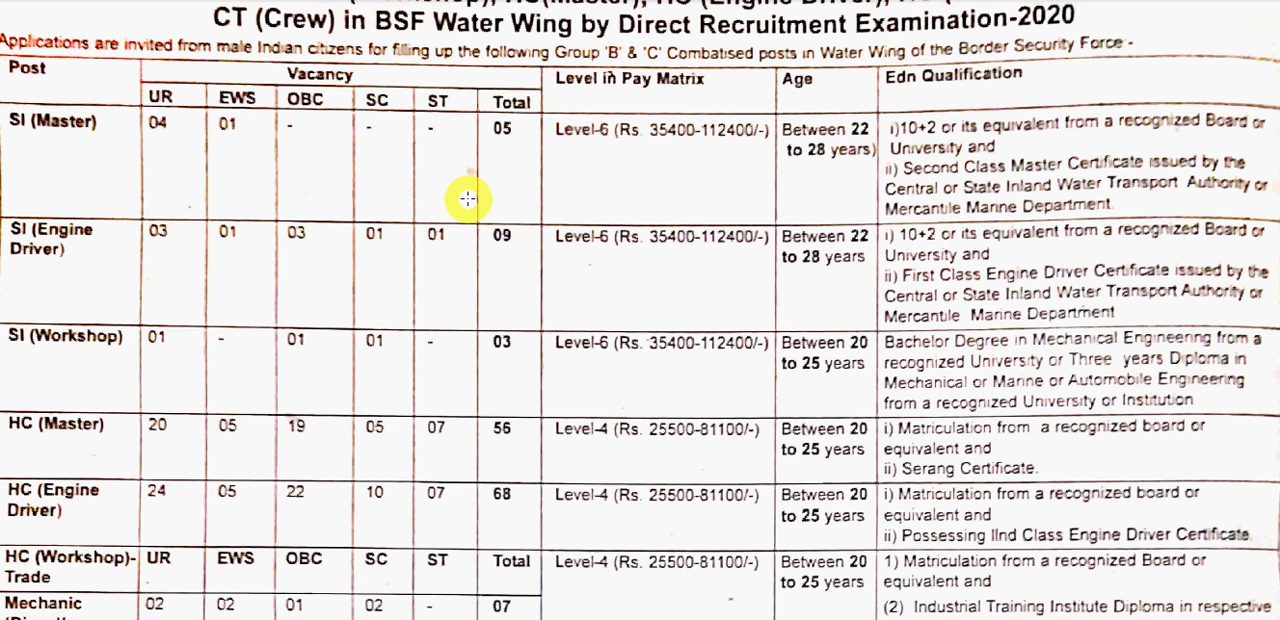 CT (Crew) in BSF Water Wing by Direct Recruitment Examination-2020
Applications are invited from male Indian citizens for filling up the following Group 'B' & 'C' Combatised posts in Water Wing of the Border Security Force -
Post Vacancy Level in Pay Matrix Age Edn Qualification
UR EWS OBC SC ST Total
SI (Master) 04 01 - - - 05 Level-6 (Rs. 35400-112400/-) Between 22 i)10+2 or its equivalent from a recognized Board or
to 28 years) University and
ii) Second Class Master Certificate issued by the
Central or State Inland Water Transport Authority or
Mercantile Marine Department.
SI (Engine 03 01 03 01 01 09 Level-6 (Rs. 35400-112400/-) Between 22 i) 10+2 or its equivalent from a recognized Board or
Driver) to 28 years University and
ii) First Class Engine Driver Certificate issued by the
Central or State Inland Water Transport Authority or
Mercantile Marine Department
SI (Workshop) 01 - 01 01 - 03 Level-6 (Rs. 35400-112400/-) Between 20 Bachelor Degree in Mechanical Engineering from a
to 25 years recognized University or Three years Diploma in
Mechanical or Marine or Automobile Engineering
from a recognized University or Institution
HC (Master) 20 05 19 05 07 56 Level-4 (Rs. 25500-81100/-) Between 20 i) Matriculation from a recognized board or
to 25 years equivalent and
ii) Serang Certificate.
HC (Engine 24 05 22 10 07 68 Level-4 (Rs. 25500-81100/-) Between 20 i) Matriculation from a recognized board or
Driver) to 25 years equivalent and
ii) Possessing IInd Class Engine Driver Certificate.
HC (Workshop)- UR EWS OBC SC ST Total Level-4 (Rs. 25500-81100/-) Between 20 1) Matriculation from a recognized Board or
Trade to 25 years equivalent and
Mechanic 02 02 01 02 - 07 (2) Industrial Training Institute Diploma in respective